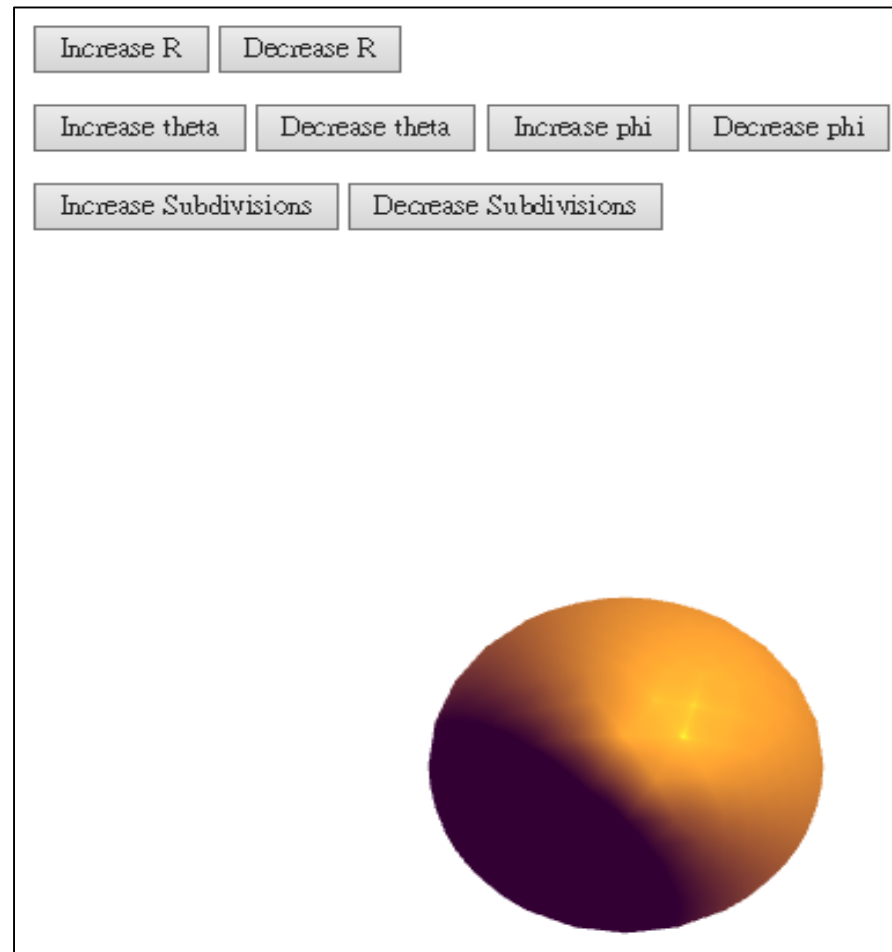 Increase R Decrease R
Increase theta Decrease theta Increase phi Decrease phi
Increase Subdivisions Decrease Subdivisions